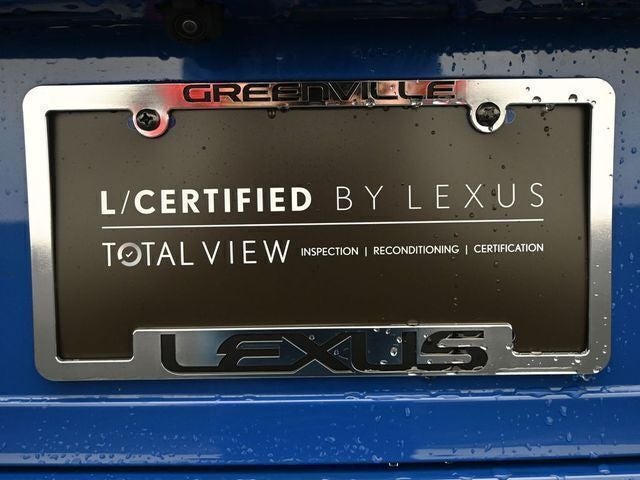 GREENVILLE
L/CERTIFIED BY LEXUS
TOTAL VIEW INSPECTION | RECONDITIONING | CERTIFICATION
LEXUS